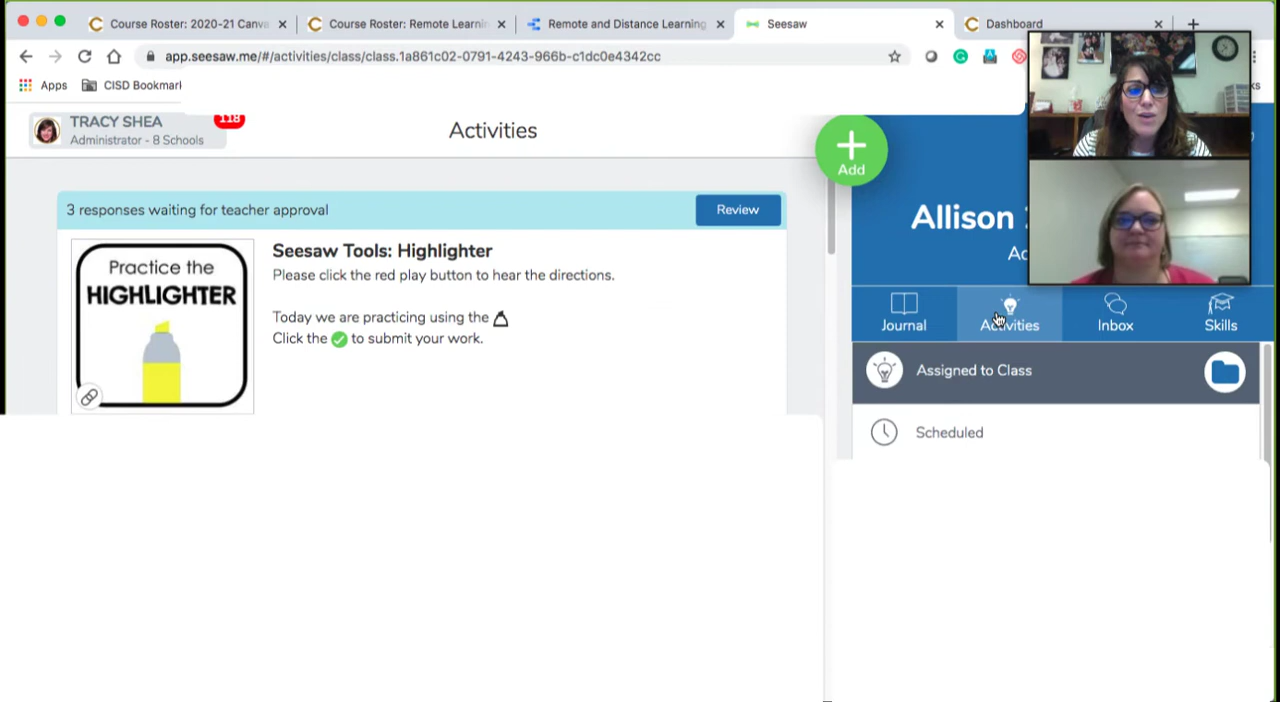 Course Roster: 2020-21 Canva
Course Roster: Remote Learnin
Remote and Distance Learning
Seesaw
Dashboard
app.seesaw.me/#/activities/class/class.1a861c02-0791-4243-966b-c1dc0e4342cc
Apps
CISD Bookmar
TRACY SHEA
Administrator - 8 Schools
118
Activities
Add
Allison
3 responses waiting for teacher approval
Review
Practice the
HIGHLIGHTER
Seesaw Tools: Highlighter
Please click the red play button to hear the directions.
Today we are practicing using the
Click the to submit your work.
Journal
Activities
Inbox
Skills
Assigned to Class
Scheduled